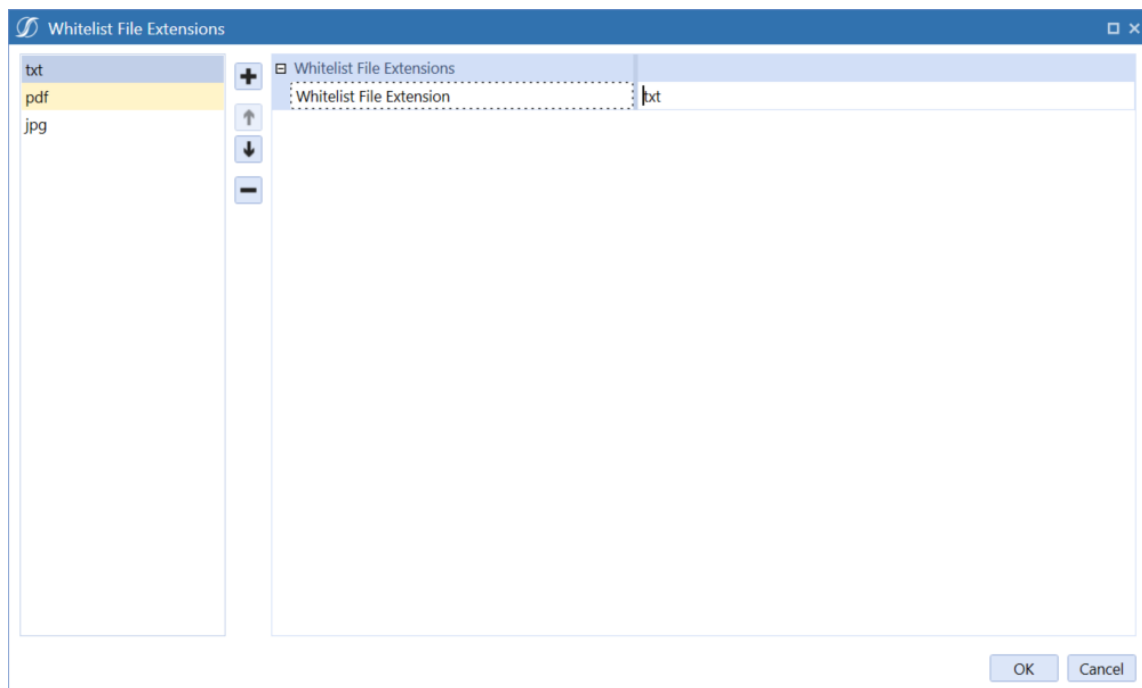 Whitelist File Extensions
txt
pdf
jpg
Whitelist File Extensions
Whitelist File Extension txt
OK Cancel